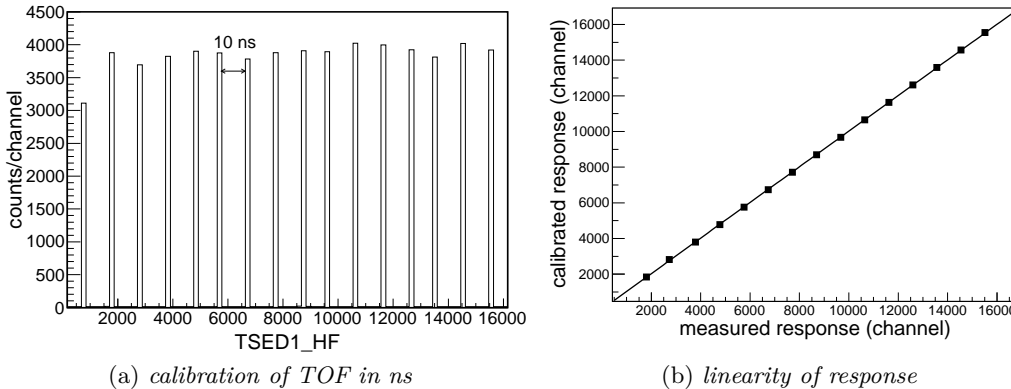 counts/channel
4500
4000
3500
3000
2500
2000
1500
1000
500
0
10 ns
2000 4000 6000 8000 10000 12000 14000 16000
TSED1_HF
(a) calibration of TOF in ns
calibrated response (channel)
16000
14000
12000
10000
8000
6000
4000
2000
2000 4000 6000 8000 10000 12000 14000 16000
measured response (channel)
(b) linearity of response